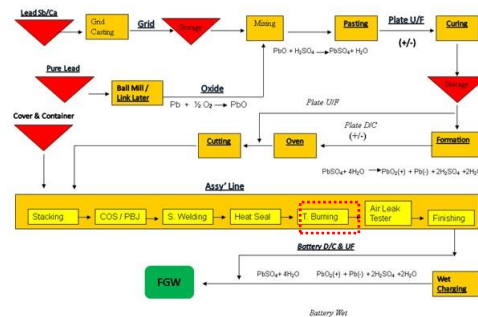 Lead Sb/Ca
Grid
Casting
Grid
Storage
Mixing
Pasting
Plate U/F
(+/-)
Curing
PbO + H₂SO₄ → PbSO₄ + H₂O
Pure Lead
Ball Mill /
Link Later
Oxide
Pb + ½ O₂ → PbO
Storage
Plate U/F
Cover & Container
Plate D/C
(+/-)
Cutting
Oven
Formation
PbSO₄ + 4H₂O → PbO₂(+) + Pb(-) + 2H₂SO₄ +2H₂O
Assy' Line
Stacking
COS / PBJ
S. Welding
Heat Seal
T. Burning
Air Leak
Tester
Finishing
Battery D/C & UF
PbSO₄ + 4H₂O PbO₂(+) + Pb(-) + 2H₂SO₄ +2H₂O
FGW
Wet
Charging
Battery Wet